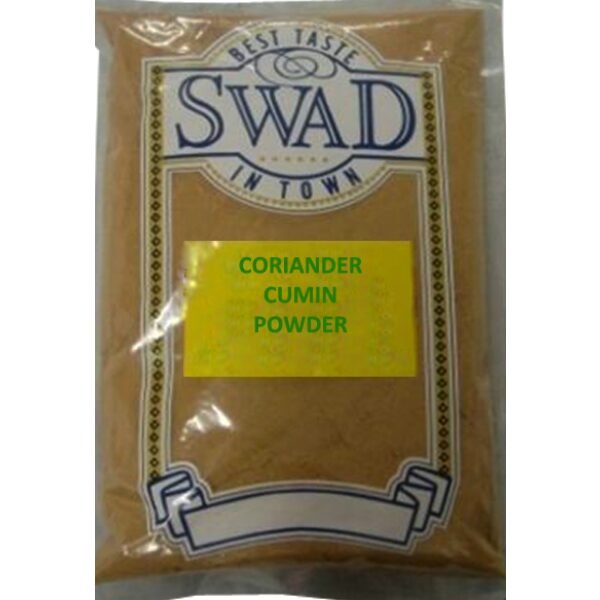 BEST TASTE
SWAD
IN TOWN
CORIANDER
CUMIN
POWDER